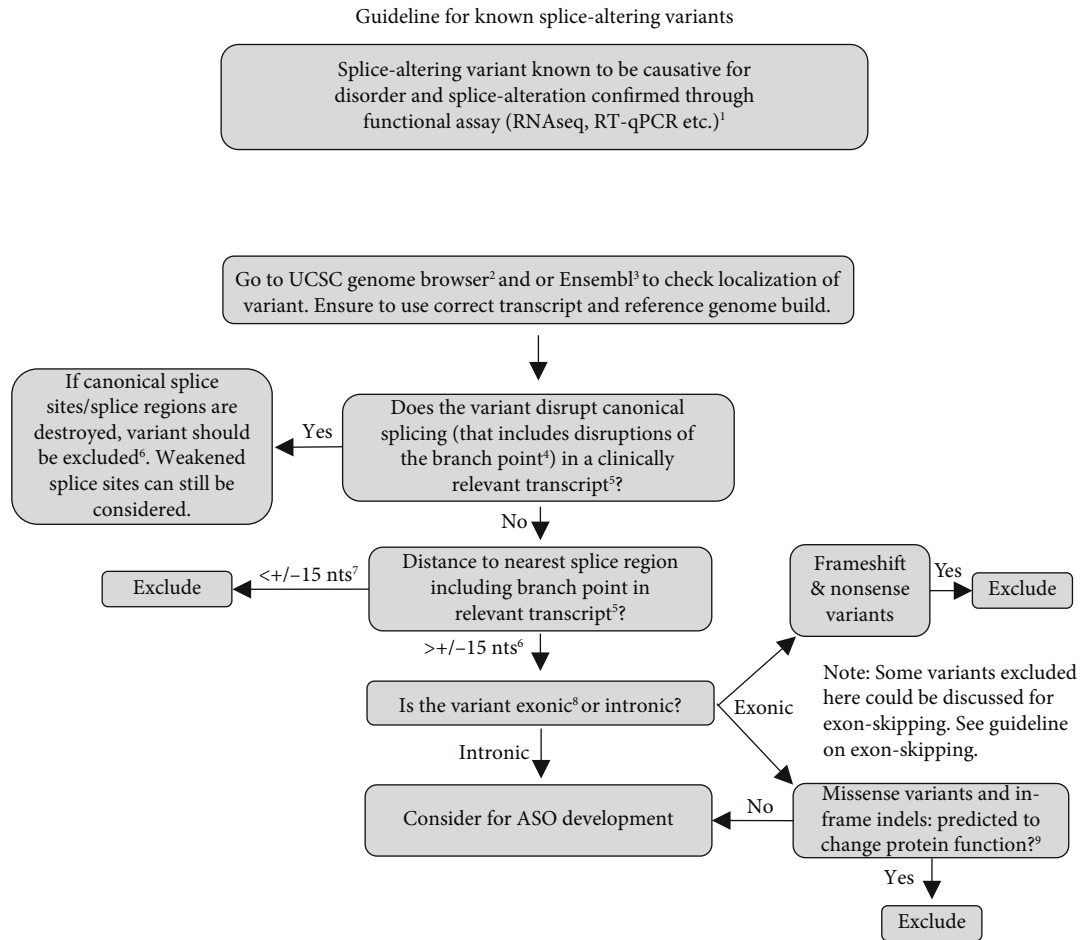 Guideline for known splice-altering variants
Splice-altering variant known to be causative for
disorder and splice-alteration confirmed through
functional assay (RNAseq, RT-qPCR etc.)¹
Go to UCSC genome browser² and or Ensembl³ to check localization of
variant. Ensure to use correct transcript and reference genome build.
If canonical splice
sites/splice regions are
destroyed, variant should
be excluded⁶. Weakened
splice sites can still be
considered.
Yes
Does the variant disrupt canonical
splicing (that includes disruptions of
the branch point⁴) in a clinically
relevant transcript⁵?
No
Exclude
<+/–15 nts⁷
Distance to nearest splice region
including branch point in
relevant transcript⁵?
Frameshift
& nonsense
variants
Yes
Exclude
>+/–15 nts⁶
Note: Some variants excluded
here could be discussed for
exon-skipping. See guideline
on exon-skipping.
Is the variant exonic⁸ or intronic?
Exonic
Intronic
Consider for ASO development
No
Missense variants and in-
frame indels: predicted to
change protein function?⁹
Yes
Exclude